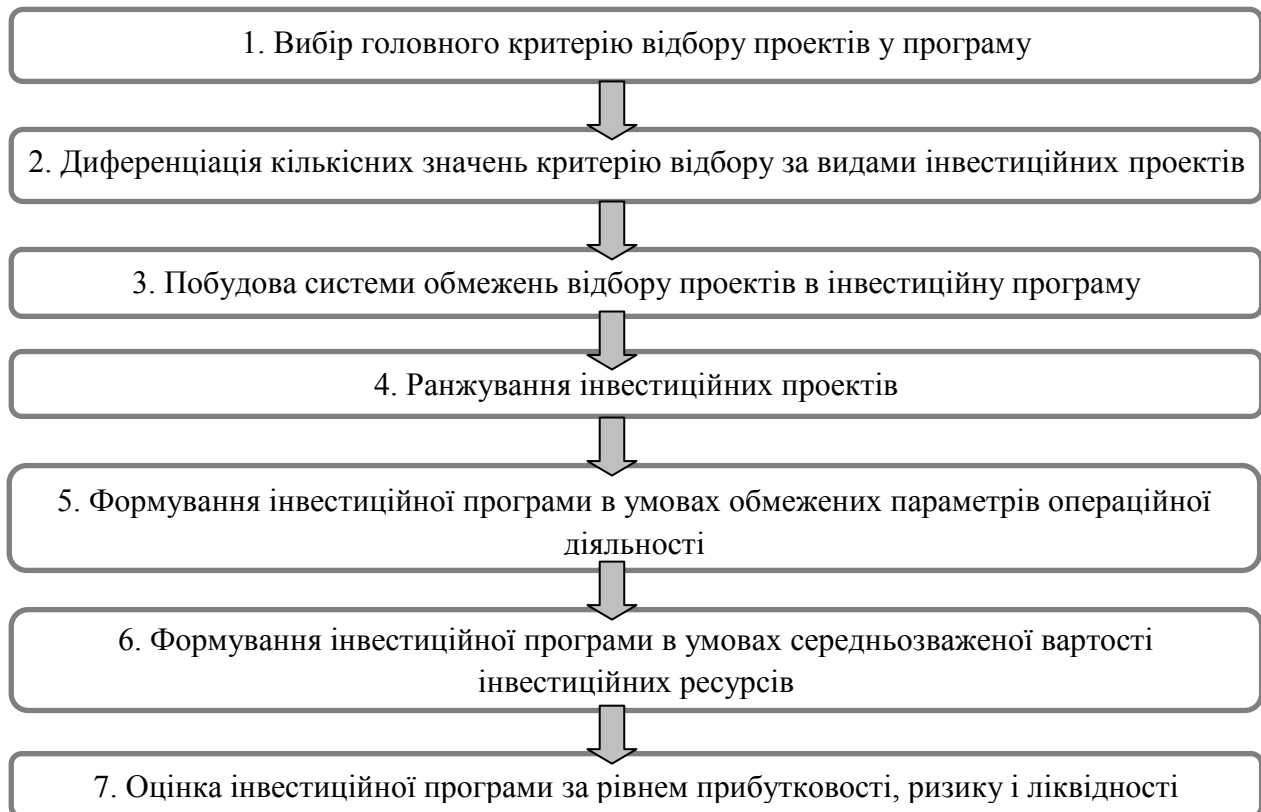 1. Вибір головного критерію відбору проектів у програму
2. Диференціація кількісних значень критерію відбору за видами інвестиційних проектів
3. Побудова системи обмежень відбору проектів в інвестиційну програму
4. Ранжування інвестиційних проектів
5. Формування інвестиційної програми в умовах обмежених параметрів операційної
діяльності
6. Формування інвестиційної програми в умовах середньозваженої вартості
інвестиційних ресурсів
7. Оцінка інвестиційної програми за рівнем прибутковості, ризику і ліквідності